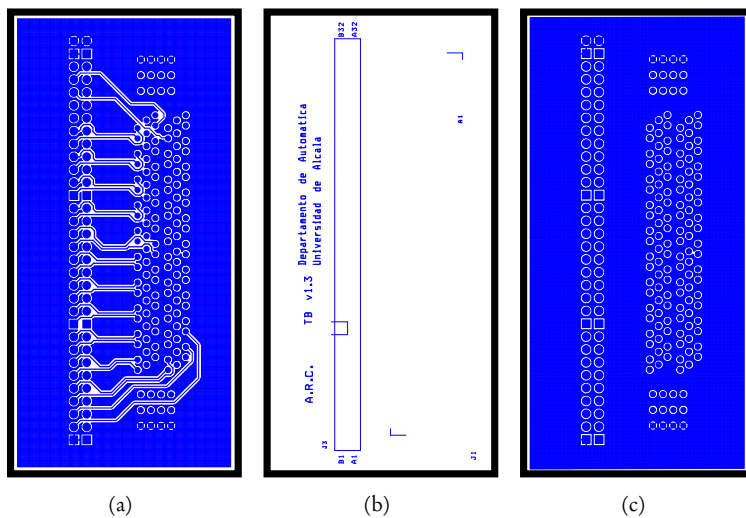 B32
A32
A1
Departamento de Automatica
Universidad de Alcala
TB v1.3
A.R.C.
J3
B1
A1
J1
(a)
(b)
(c)